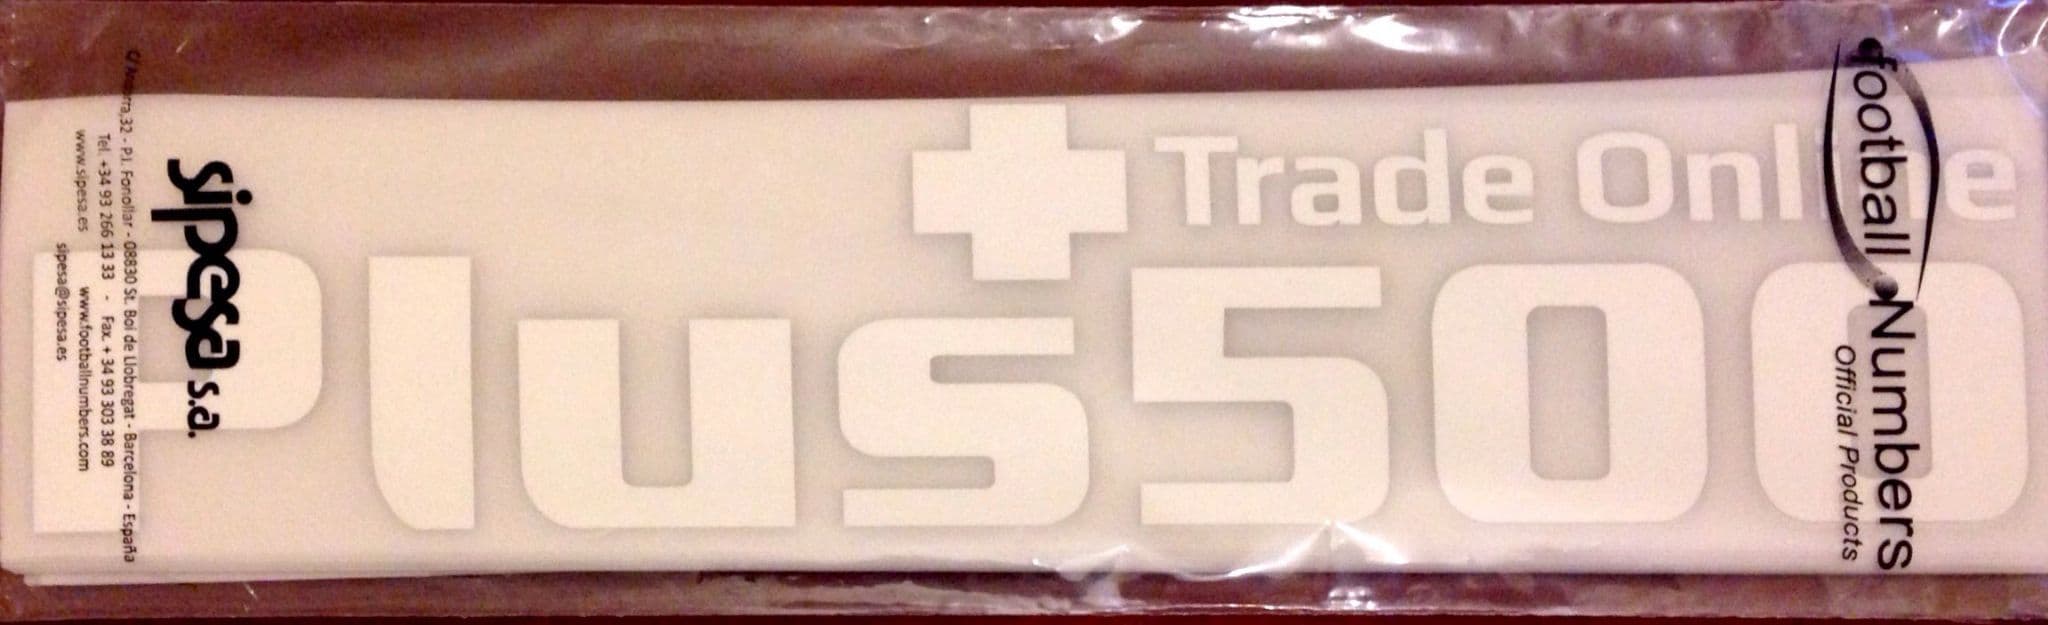 Trade Online
Plus500
sipesa s.a.
C/ Andorra,32 - P.I. Fonollar - 08830 St. Boi de Llobregat - Barcelona - España
Tel. +34 93 266 13 33 - Fax. + 34 93 303 38 89
www.sipesa.es www.footballnumbers.com
sipesa@sipesa.es
football Numbers
Official Products